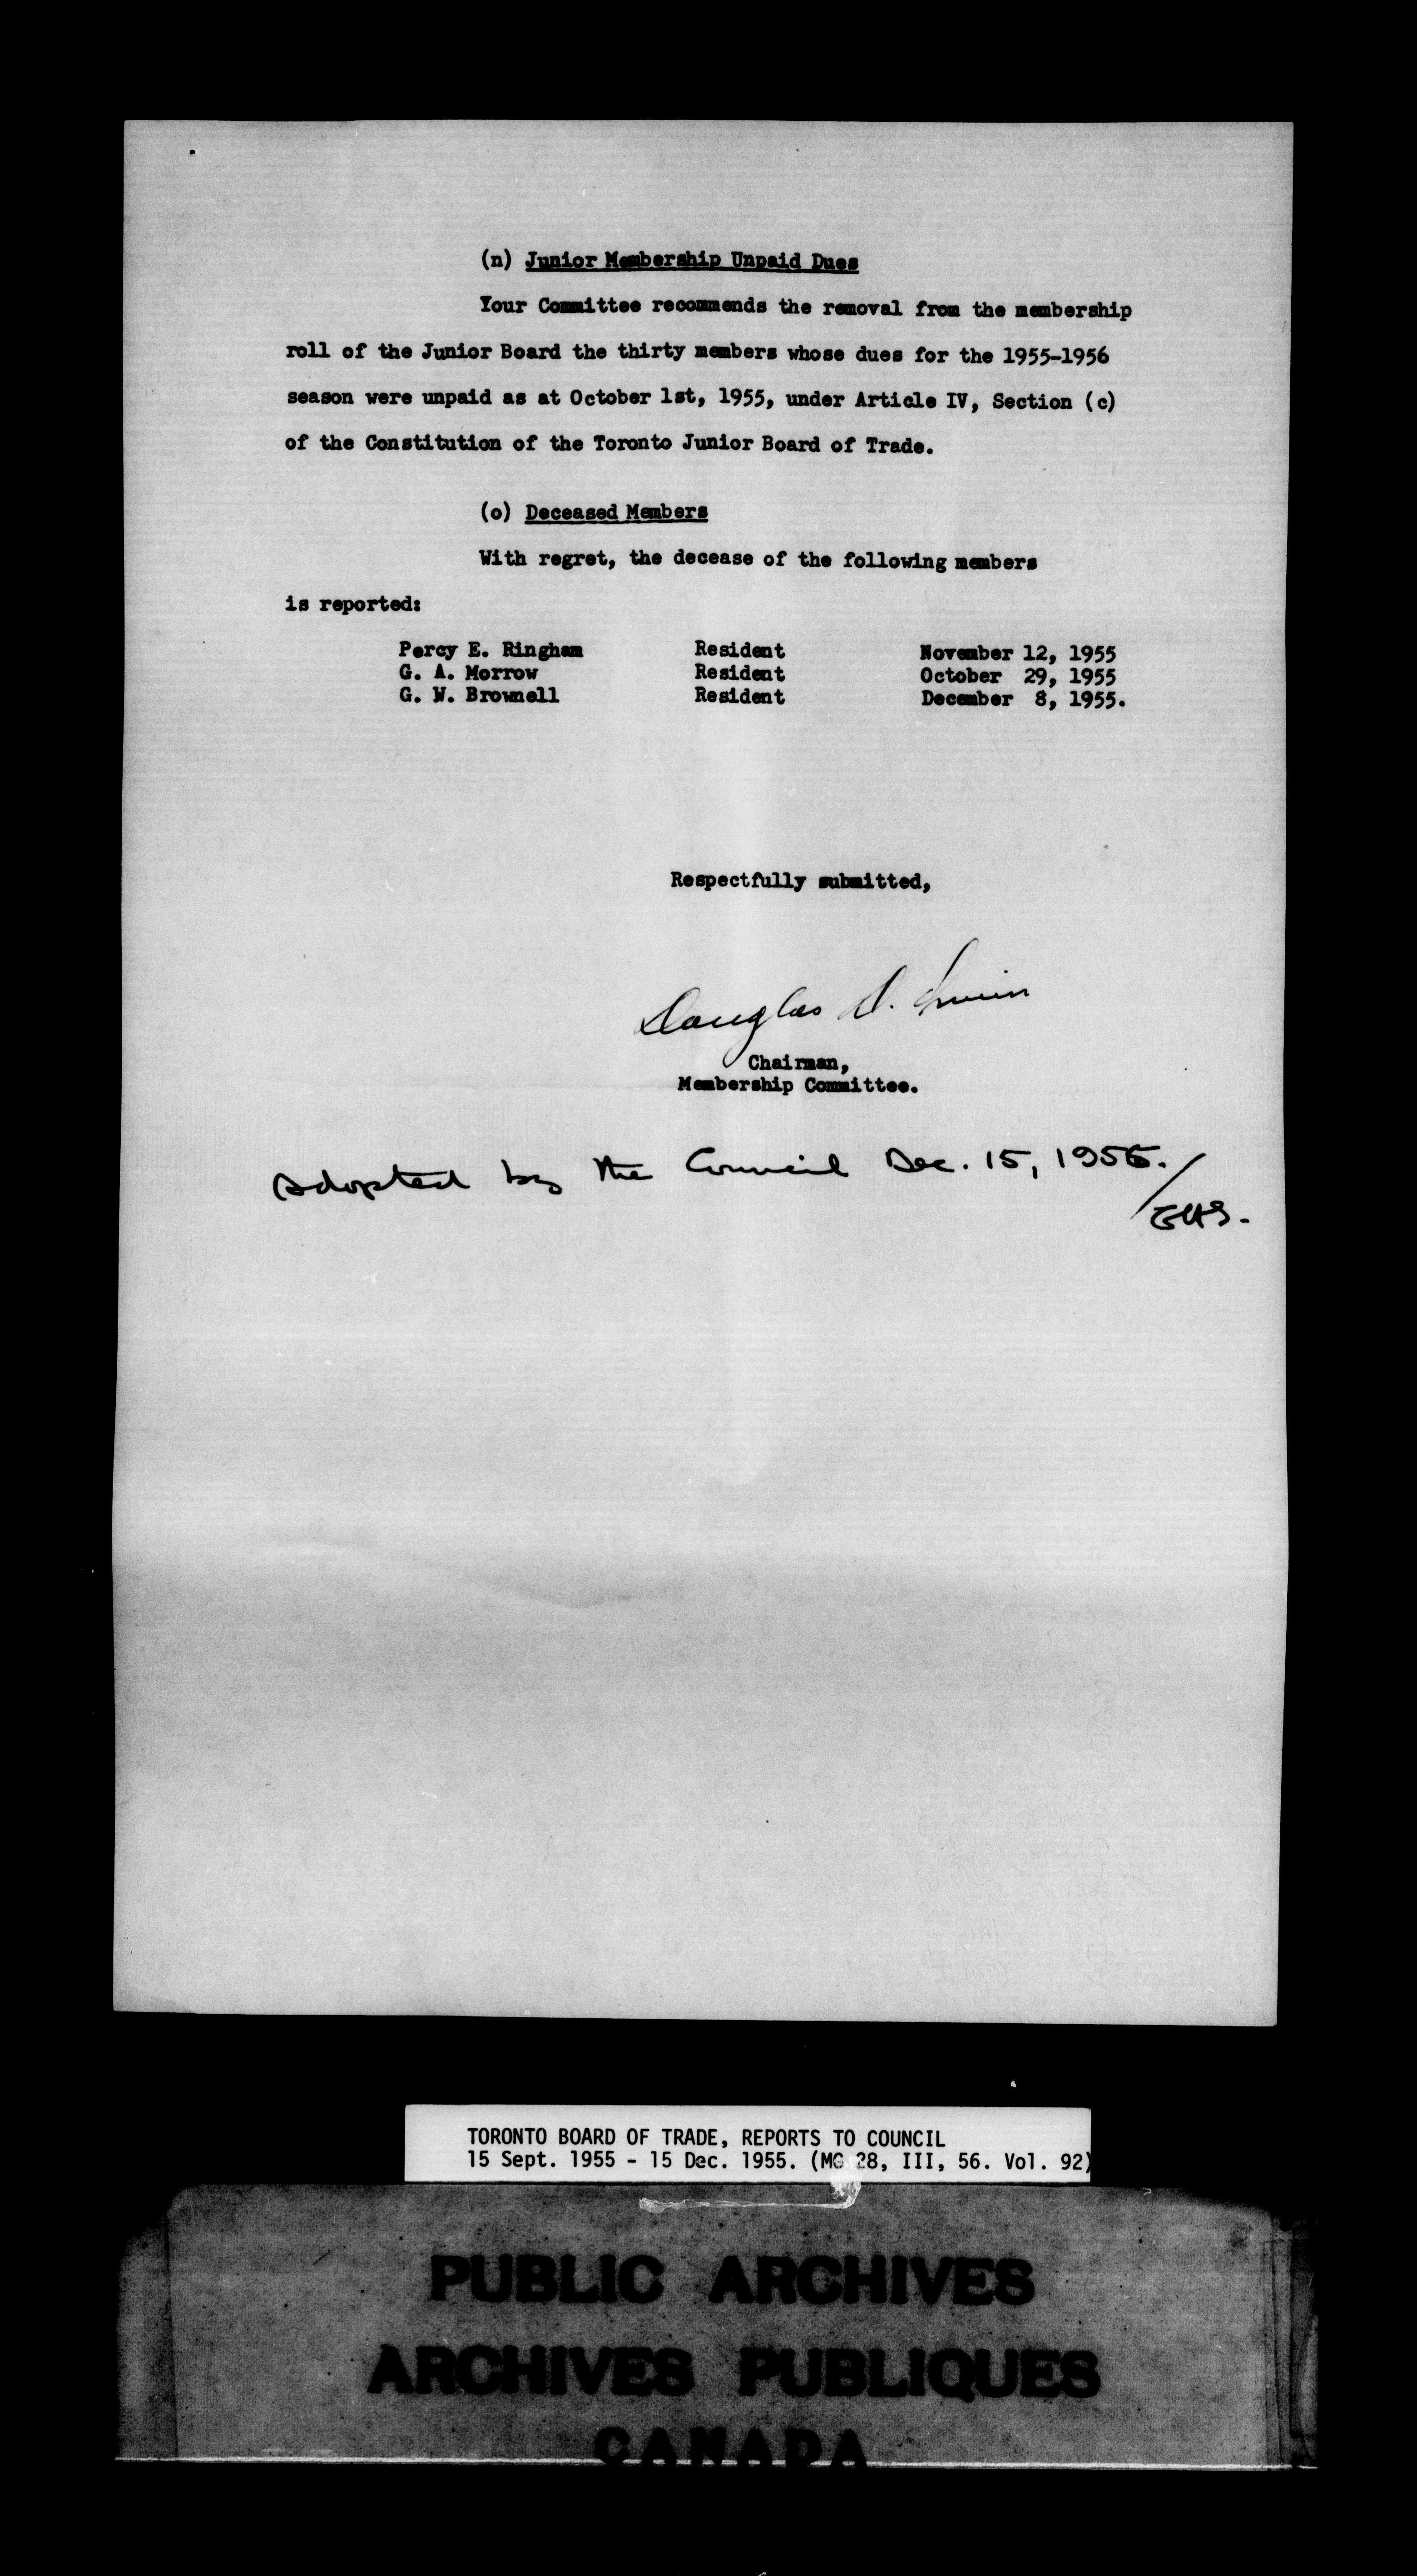 (n) Junior Membership Unpaid Dues
Your Committee recommends the removal from the membership
roll of the Junior Board the thirty members whose dues for the 1955-1956
season were unpaid as at October 1st, 1955, under Article IV, Section (c)
of the Constitution of the Toronto Junior Board of Trade.
(o) Deceased Members
With regret, the decease of the following members
is reported:
Percy E. Ringham Resident November 12, 1955
G. A. Morrow Resident October 29, 1955
G. W. Brownell Resident December 8, 1955.
Respectfully submitted,
Douglas D. Irwin
Chairman,
Membership Committee.
Adopted by the Council Dec. 15, 1955.
TORONTO BOARD OF TRADE, REPORTS TO COUNCIL
15 Sept. 1955 - 15 Dec. 1955. (MG 28, III, 56. Vol. 92)
PUBLIC ARCHIVES
ARCHIVES PUBLIQUES
CANADA